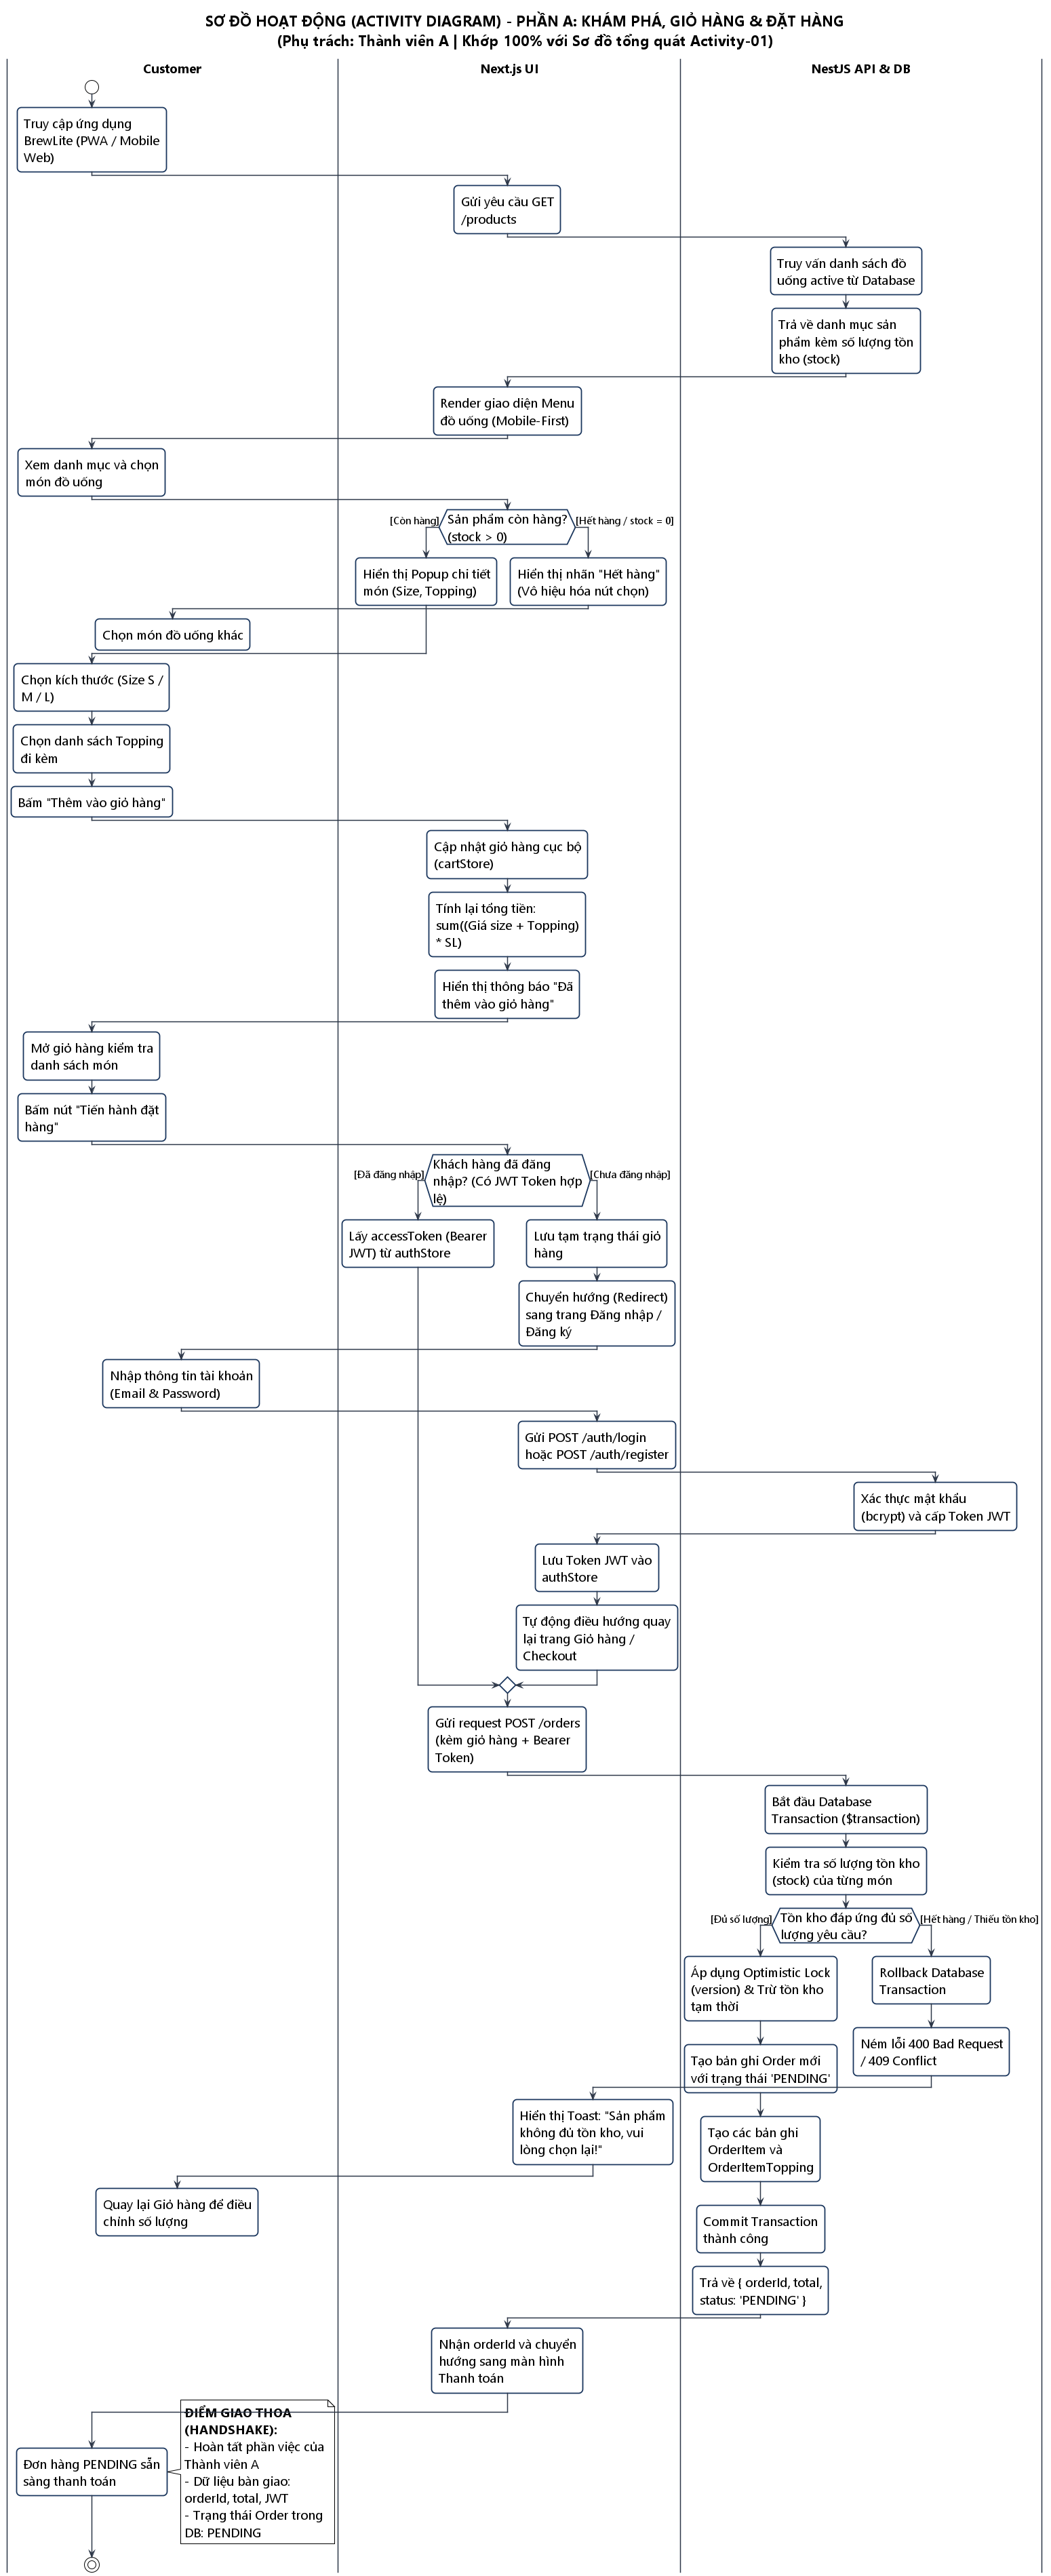 SƠ ĐỒ HOẠT ĐỘNG (ACTIVITY DIAGRAM) - PHẦN A: KHÁM PHÁ, GIỎ HÀNG & ĐẶT HÀNG
(Phụ trách: Thành viên A | Khớp 100% với Sơ đồ tổng quát Activity-01)
Customer
Next.js UI
NestJS API & DB
Truy cập ứng dụng
BrewLite (PWA / Mobile
Web)
Gửi yêu cầu GET
/products
Truy vấn danh sách đồ
uống active từ Database
Trả về danh mục sản
phẩm kèm số lượng tồn
kho (stock)
Render giao diện Menu
đồ uống (Mobile-First)
Xem danh mục và chọn
món đồ uống
[Còn hàng]
Sản phẩm còn hàng?
(stock > 0)
[Hết hàng / stock = 0]
Hiển thị Popup chi tiết
món (Size, Topping)
Hiển thị nhãn "Hết hàng"
(Vô hiệu hóa nút chọn)
Chọn món đồ uống khác
Chọn kích thước (Size S /
M / L)
Chọn danh sách Topping
đi kèm
Bấm "Thêm vào giỏ hàng"
Cập nhật giỏ hàng cục bộ
(cartStore)
Tính lại tổng tiền:
sum((Giá size + Topping)
* SL)
Hiển thị thông báo "Đã
thêm vào giỏ hàng"
Mở giỏ hàng kiểm tra
danh sách món
Bấm nút "Tiến hành đặt
hàng"
[Đã đăng nhập]
Khách hàng đã đăng
nhập? (Có JWT Token hợp
lệ)
[Chưa đăng nhập]
Lấy accessToken (Bearer
JWT) từ authStore
Lưu tạm trạng thái giỏ
hàng
Chuyển hướng (Redirect)
sang trang Đăng nhập /
Đăng ký
Nhập thông tin tài khoản
(Email & Password)
Gửi POST /auth/login
hoặc POST /auth/register
Xác thực mật khẩu
(bcrypt) và cấp Token JWT
Lưu Token JWT vào
authStore
Tự động điều hướng quay
lại trang Giỏ hàng /
Checkout
Gửi request POST /orders
(kèm giỏ hàng + Bearer
Token)
Bắt đầu Database
Transaction ($transaction)
Kiểm tra số lượng tồn kho
(stock) của từng món
[Đủ số lượng]
Tồn kho đáp ứng đủ số
lượng yêu cầu?
[Hết hàng / Thiếu tồn kho]
Áp dụng Optimistic Lock
(version) & Trừ tồn kho
tạm thời
Rollback Database
Transaction
Ném lỗi 400 Bad Request
/ 409 Conflict
Tạo bản ghi Order mới
với trạng thái 'PENDING'
Hiển thị Toast: "Sản phẩm
không đủ tồn kho, vui
lòng chọn lại!"
Tạo các bản ghi
OrderItem và
OrderItemTopping
Quay lại Giỏ hàng để điều
chỉnh số lượng
Commit Transaction
thành công
Trả về { orderId, total,
status: 'PENDING' }
Nhận orderId và chuyển
hướng sang màn hình
Thanh toán
ĐIỂM GIAO THOA
(HANDSHAKE):
- Hoàn tất phần việc của
Thành viên A
- Dữ liệu bàn giao:
orderId, total, JWT
- Trạng thái Order trong
DB: PENDING
Đơn hàng PENDING sẵn
sàng thanh toán